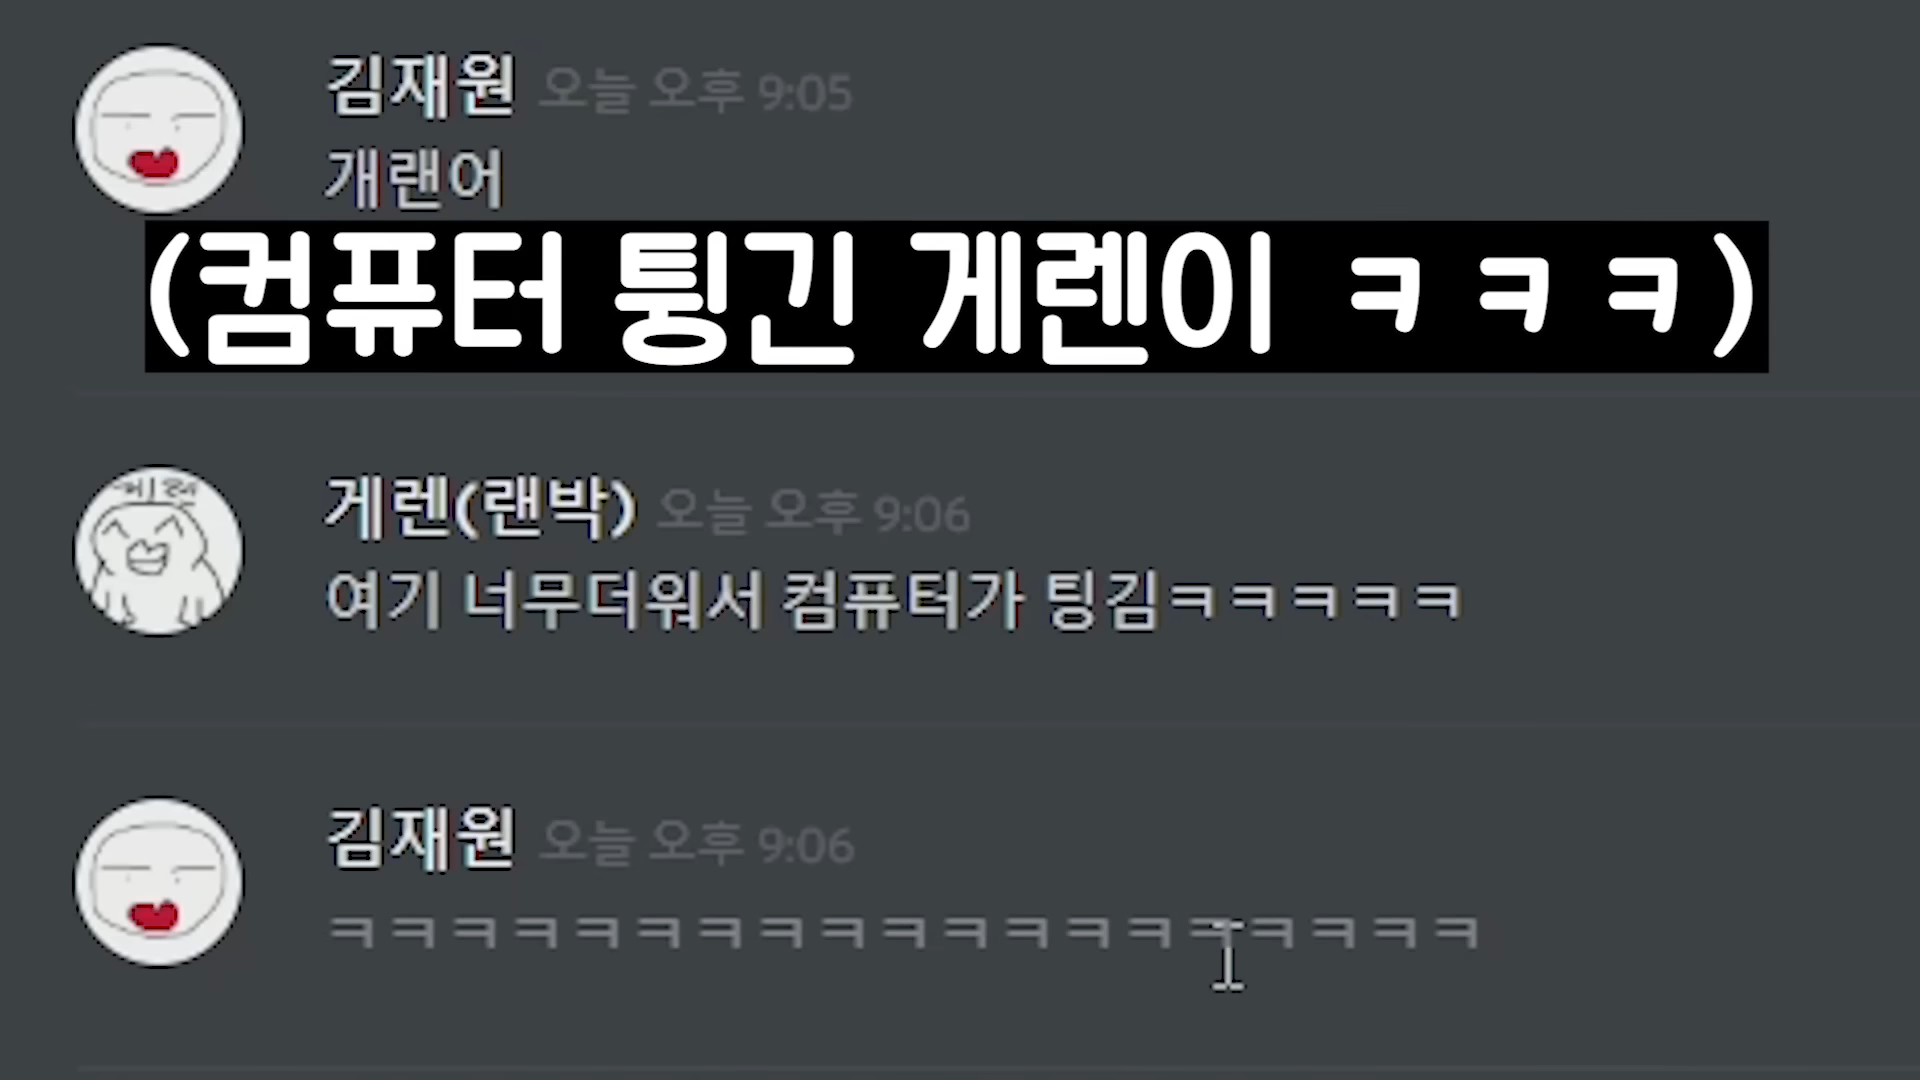 김재원 오늘 오후 9:05
개랜어
(컴퓨터 튕긴 게렌이 ㅋㅋㅋ)
게렌
게렌(랜박) 오늘 오후 9:06
여기 너무더워서 컴퓨터가 팅김ㅋㅋㅋㅋㅋ
김재원 오늘 오후 9:06
ㅋㅋㅋㅋㅋㅋㅋㅋㅋㅋㅋㅋㅋㅋㅋㅋㅋㅋㅋ